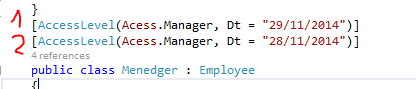 }
1 [AccessLevel(Acess.Manager, Dt = "29/11/2014")]
2 [AccessLevel(Acess.Manager, Dt = "28/11/2014")]
4 references
public class Menedger : Employee
{